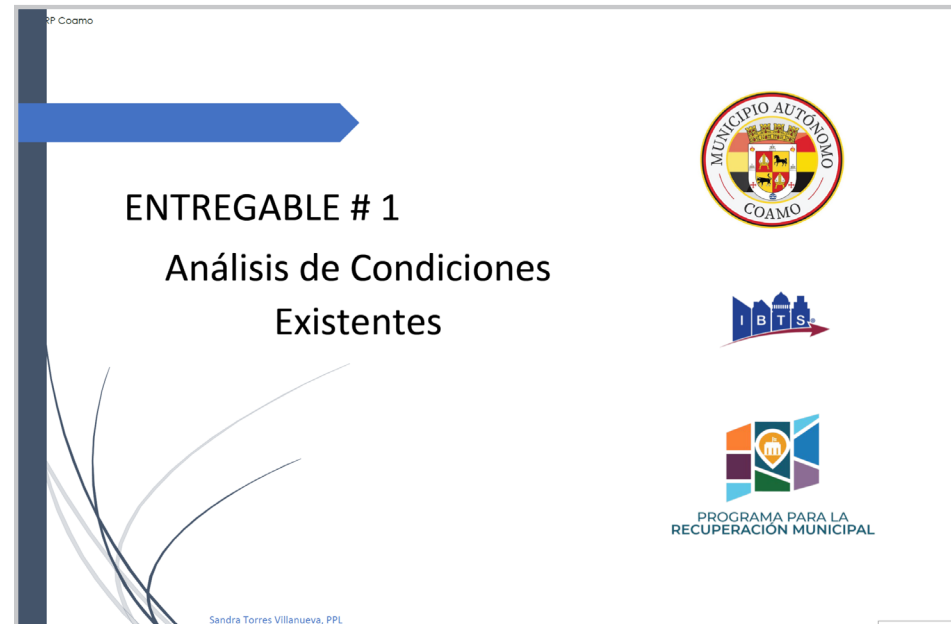 RP Coamo
MUNICIPIO AUTÓNOMO
COAMO
ENTREGABLE # 1
Análisis de Condiciones
Existentes
IBTS
PROGRAMA PARA LA
RECUPERACIÓN MUNICIPAL
Sandra Torres Villanueva, PPL